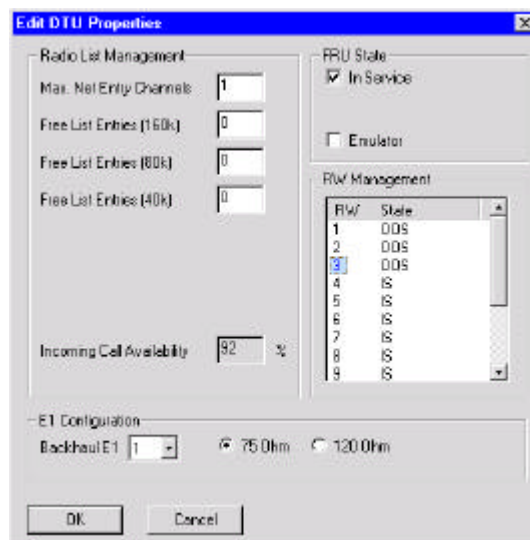 Edit DTU Properties
Radio List Management
Max. Net Entry Channels 1
Free List Entries (160k) 0
Free List Entries (80k) 0
Free List Entries (40k) 0
Incoming Call Availability 92 %
FRU State
In Service
Emulator
RW Management
RW State
1 OOS
2 OOS
3 OOS
4 IS
5 IS
6 IS
7 IS
8 IS
9 IS
E1 Configuration
Backhaul E1 1 75 Ohm 120 Ohm
OK Cancel